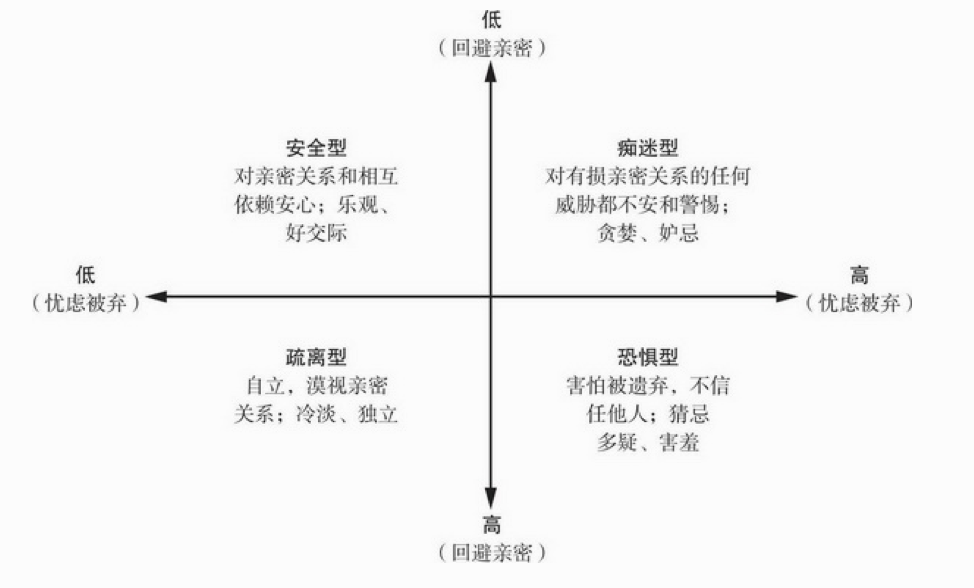 低
（回避亲密）
安全型
对亲密关系和相互
依赖安心；乐观、
好交际
痴迷型
对有损亲密关系的任何
威胁都不安和警惕；
贪婪、妒忌
低
（忧虑被弃）
高
（忧虑被弃）
疏离型
自立，漠视亲密
关系；冷淡、独立
恐惧型
害怕被遗弃，不信
任他人；猜忌
多疑、害羞
高
（回避亲密）